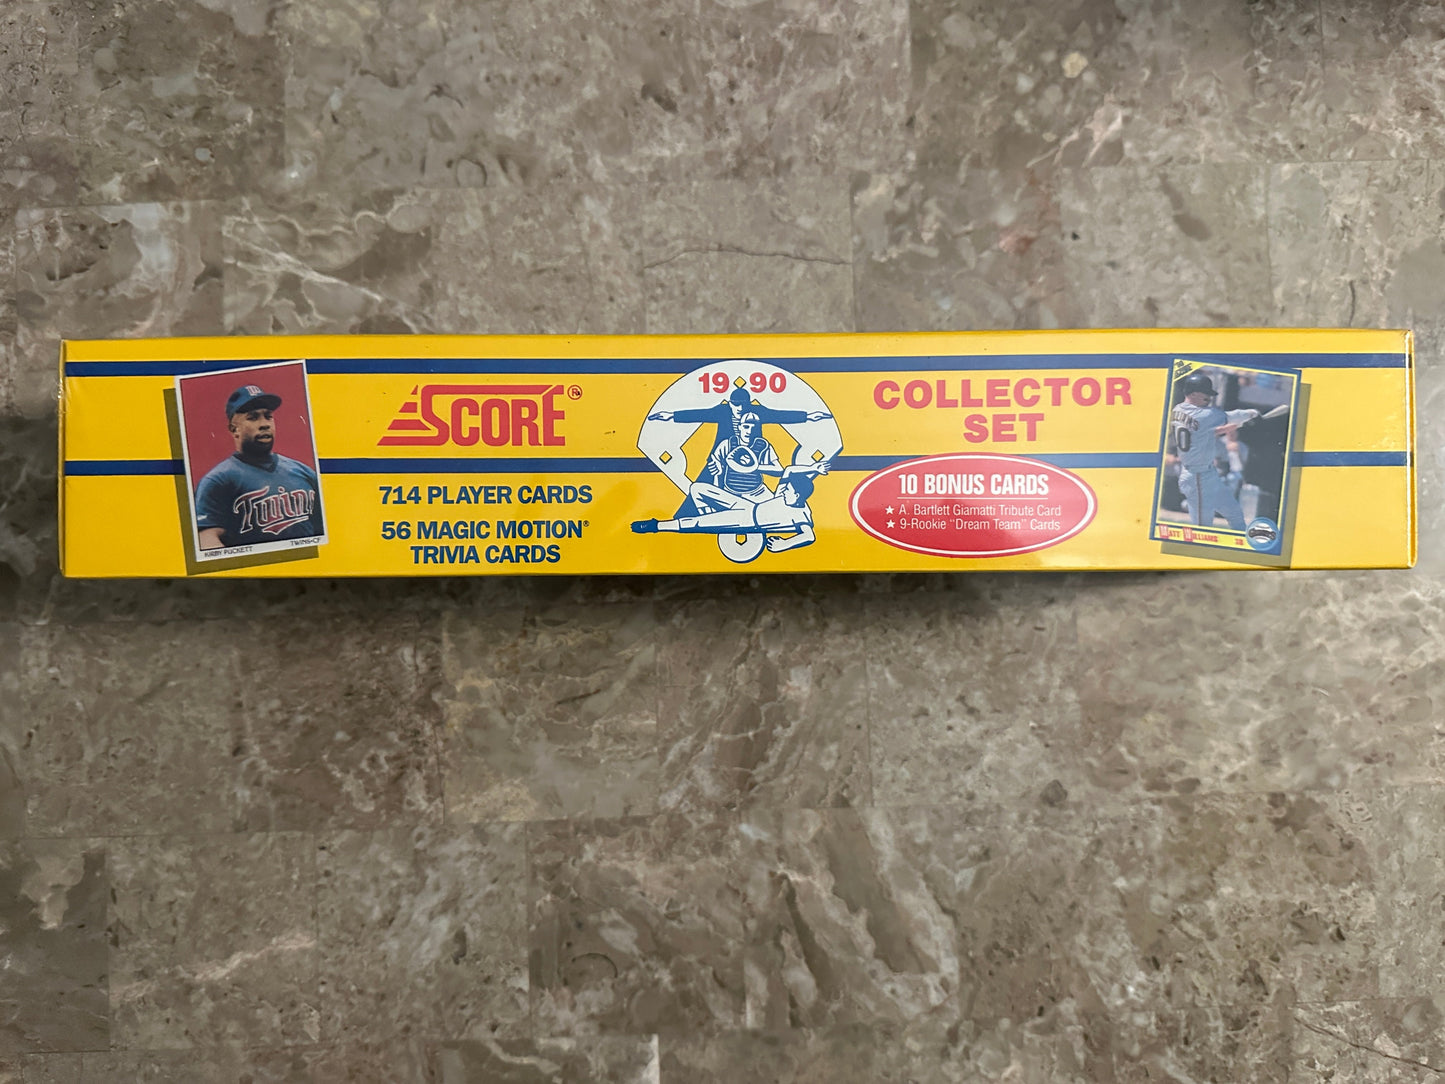 SCORE®
714 PLAYER CARDS
56 MAGIC MOTION®
TRIVIA CARDS
19 90
COLLECTOR
SET
10 BONUS CARDS
★ A. Bartlett Giamatti Tribute Card
★ 9-Rookie "Dream Team" Cards
Twins
KIRBY PUCKETT TWINS-CF
MATT WILLIAMS 3B